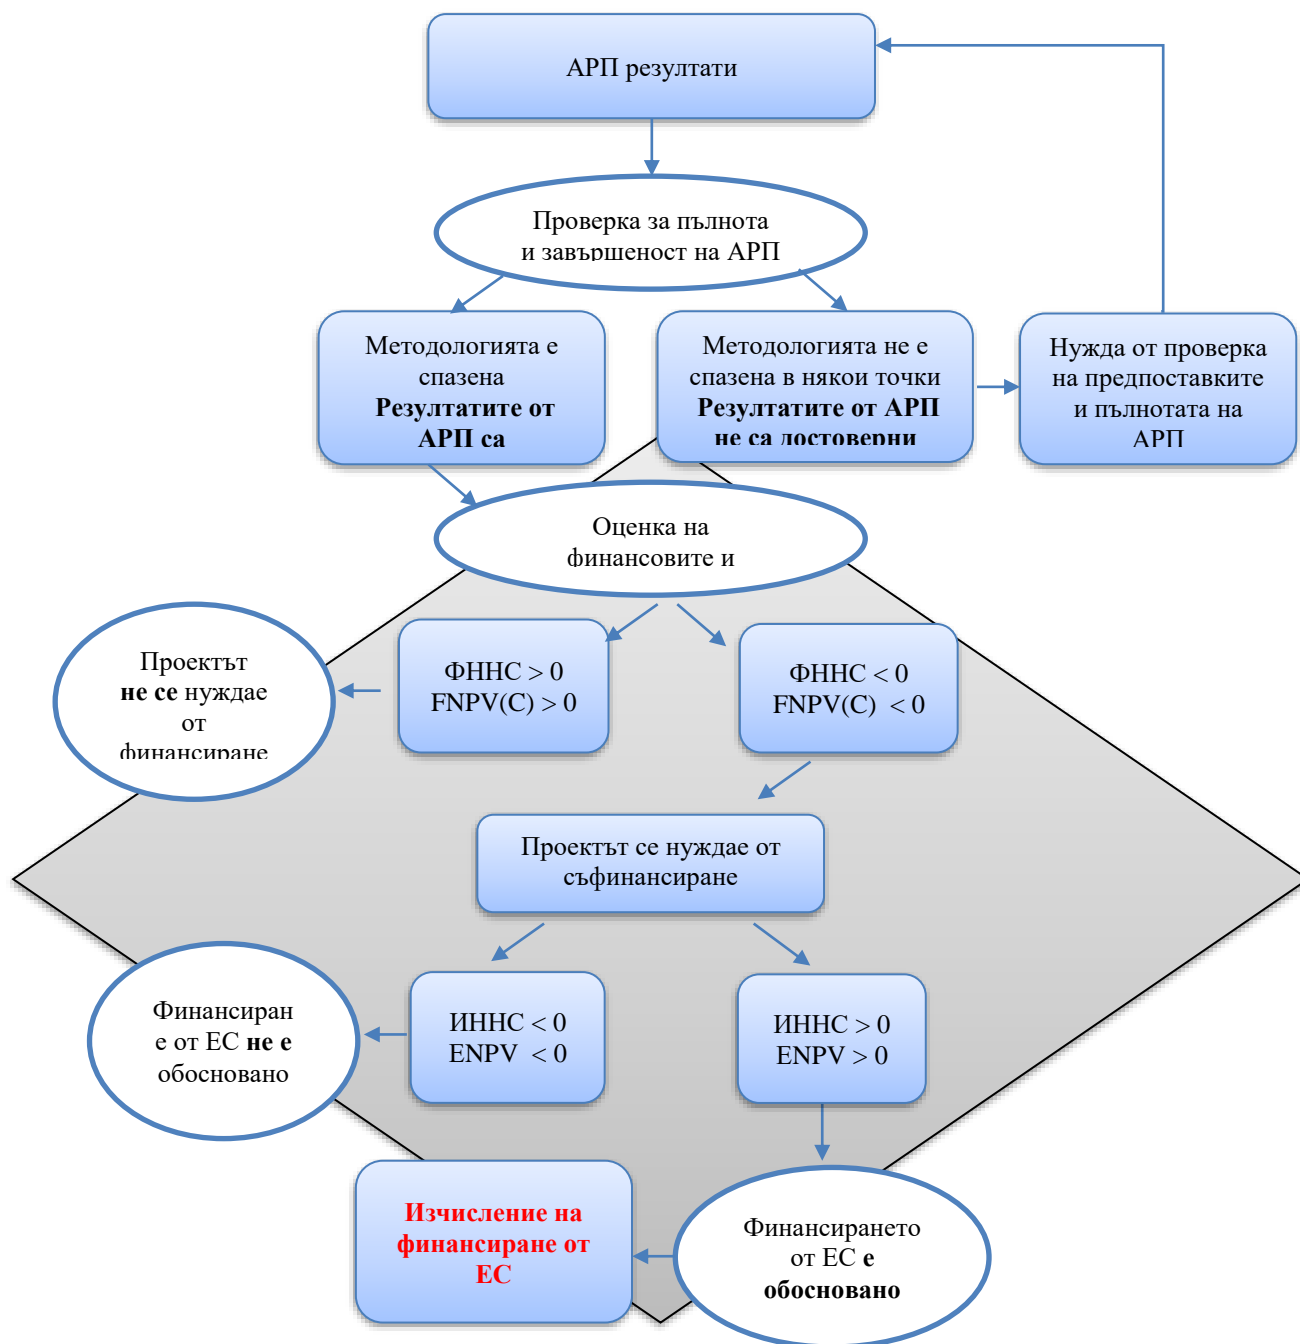 АРП резултати
Проверка за пълнота
и завършеност на АРП
Методологията е
спазена
Резултатите от
АРП са
Методологията не е
спазена в някои точки
Резултатите от АРП
не са достоверни
Нужда от проверка
на предпоставките
и пълнотата на
АРП
Оценка на
финансовите и
Проектът
не се нуждае
от
финансиране
ФННС > 0
FNPV(C) > 0
ФННС < 0
FNPV(C) < 0
Проектът се нуждае от
съфинансиране
Финансиран
е от ЕС не е
обосновано
ИННС < 0
ENPV < 0
ИННС > 0
ENPV > 0
Изчисление на
финансиране от
ЕС
Финансирането
от ЕС е
обосновано